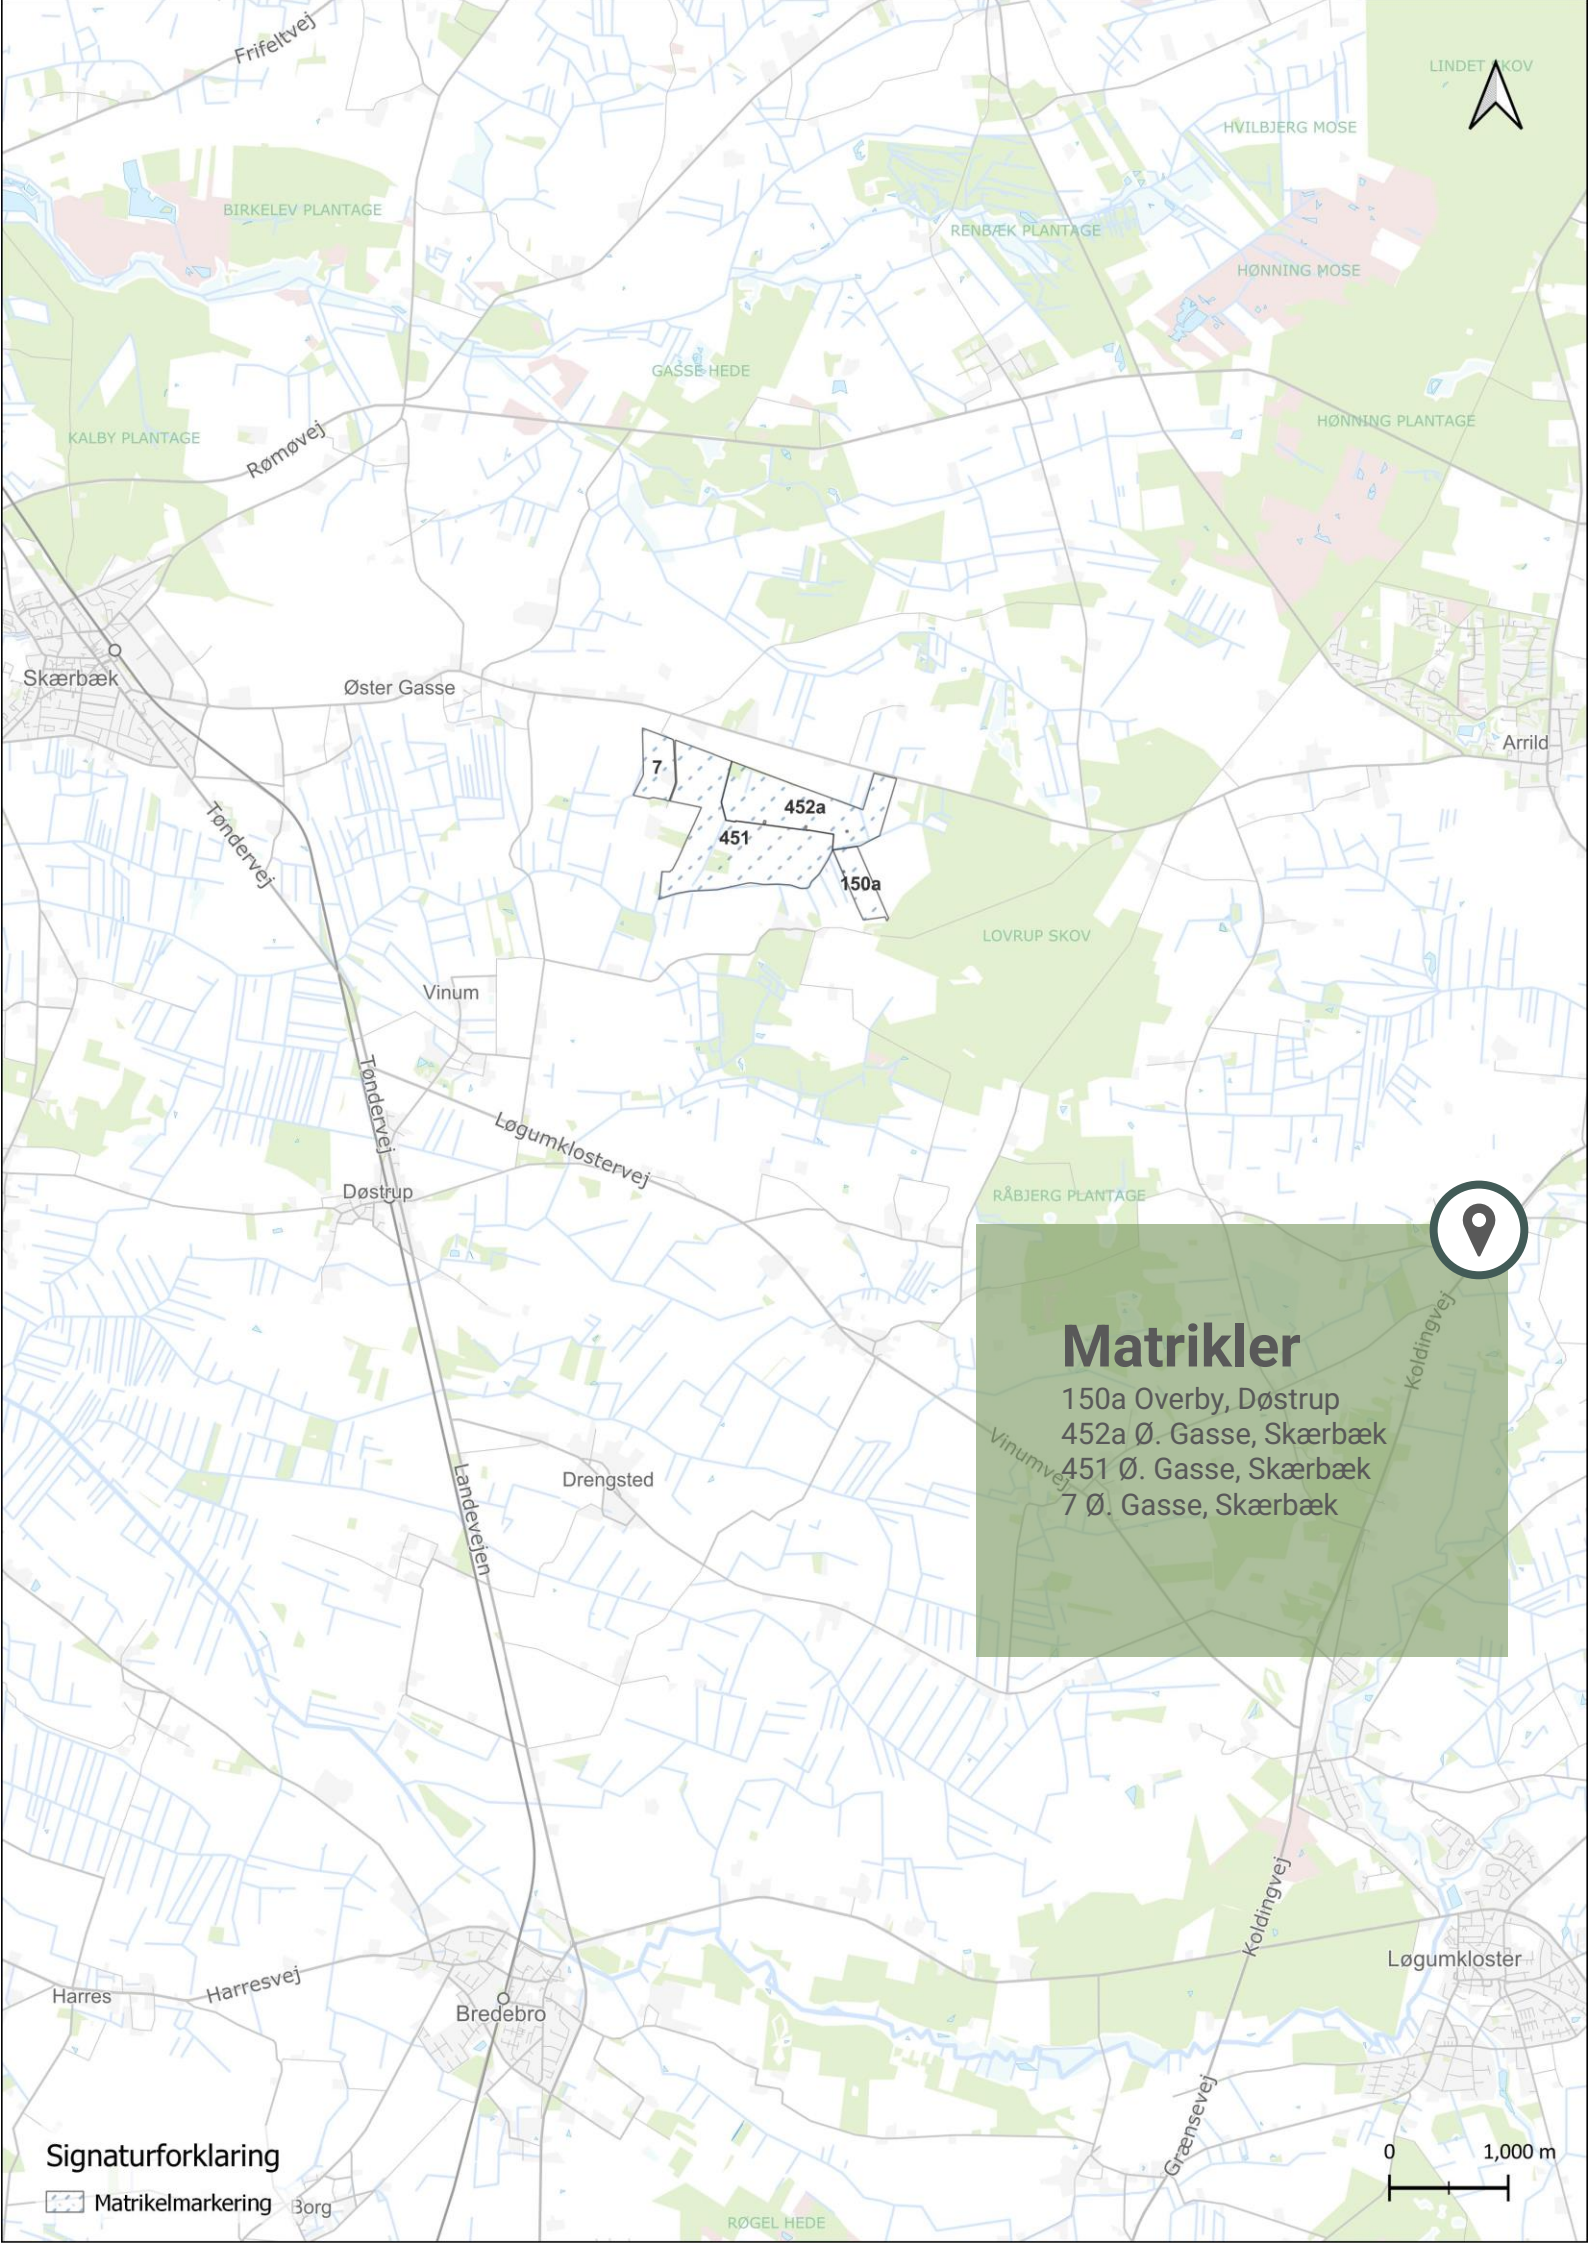 Frifeltvej
LINDET SKOV
HVILBJERG MOSE
BIRKELEV PLANTAGE
RENBÆK PLANTAGE
HØNNING MOSE
GASSE HEDE
HØNNING PLANTAGE
KALBY PLANTAGE
Rømøvej
Skærbæk
Øster Gasse
Arrild
7
452a
451
Tøndervej
150a
LOVRUP SKOV
Vinum
Tøndervej
Løgumklostervej
Døstrup
RÅBJERG PLANTAGE
Koldingvej
Matrikler
150a Overby, Døstrup
452a Ø. Gasse, Skærbæk
451 Ø. Gasse, Skærbæk
7 Ø. Gasse, Skærbæk
Vinumvej
Drengsted
Landevejen
Koldingvej
Løgumkloster
Harresvej
Harres
Bredebro
Grænsevej
Signaturforklaring
Matrikelmarkering
Borg
RØGEL HEDE
0 1,000 m